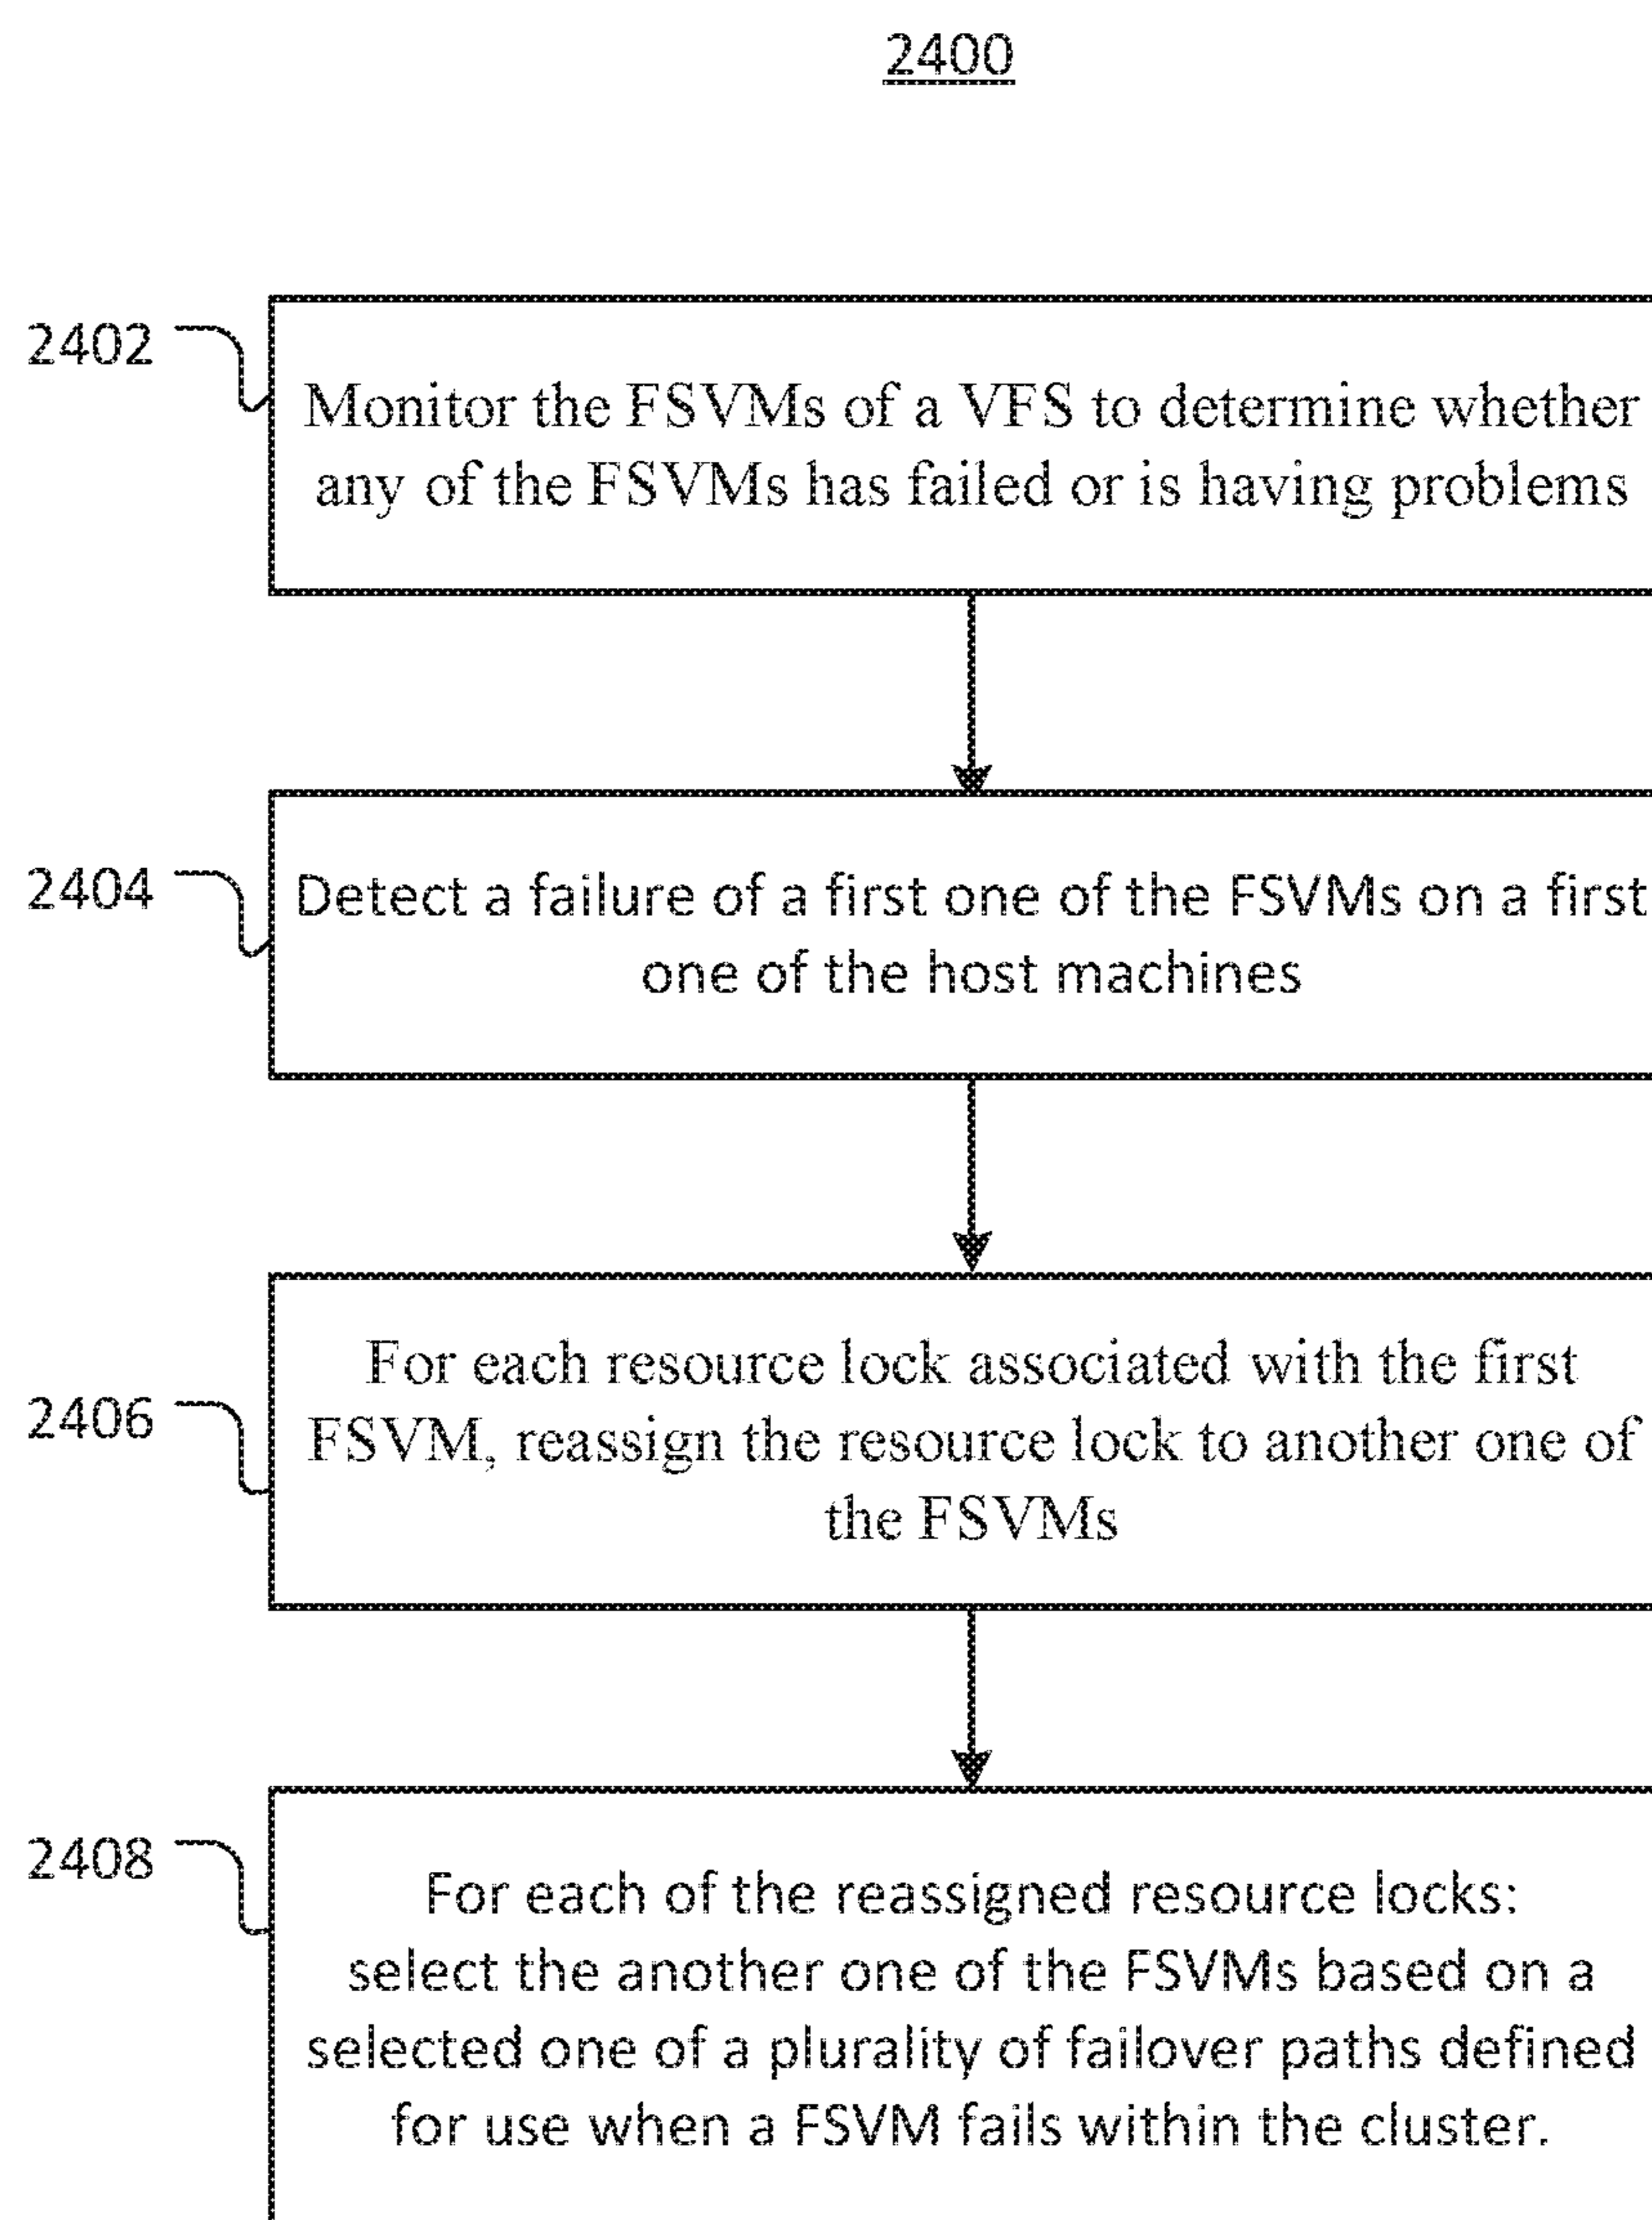 2400
2402
Monitor the FSVMs of a VFS to determine whether
any of the FSVMs has failed or is having problems
2404
Detect a failure of a first one of the FSVMs on a first
one of the host machines
2406
For each resource lock associated with the first
FSVM, reassign the resource lock to another one of
the FSVMs
2408
For each of the reassigned resource locks:
select the another one of the FSVMs based on a
selected one of a plurality of failover paths defined
for use when a FSVM fails within the cluster.